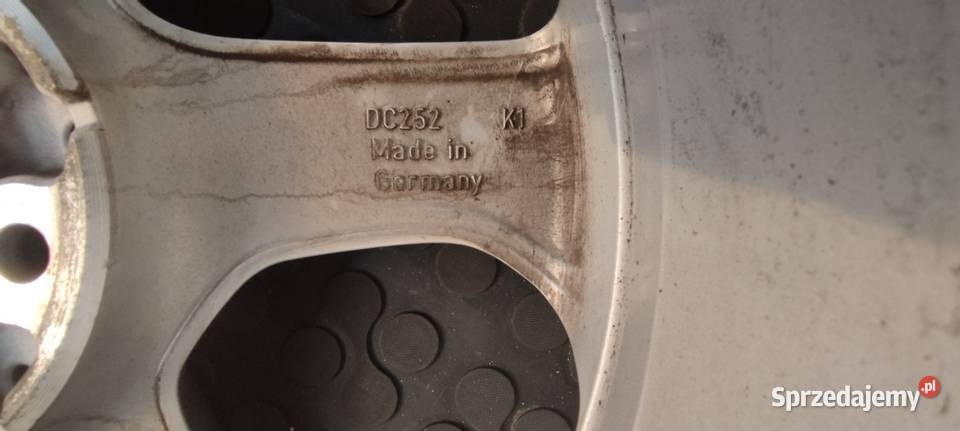 DC252 K1
Made in
Germany
Sprzedajemy.pl